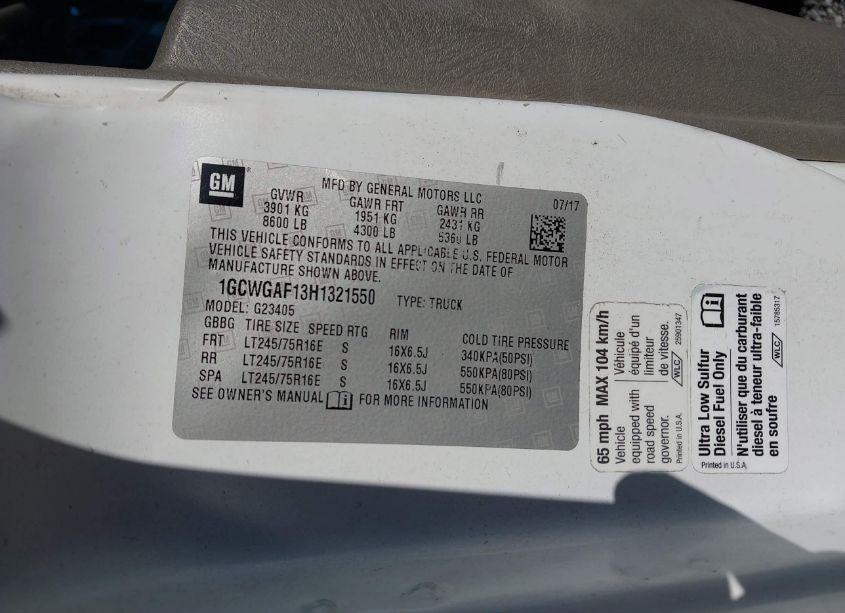 GM
MFD BY GENERAL MOTORS LLC
07/17
GVWR GAWR FRT GAWR RR
3901 KG 1951 KG 2431 KG
8600 LB 4300 LB 5360 LB
THIS VEHICLE CONFORMS TO ALL APPLICABLE U.S. FEDERAL MOTOR
VEHICLE SAFETY STANDARDS IN EFFECT ON THE DATE OF
MANUFACTURE SHOWN ABOVE.
1GCWGAF13H1321550 TYPE: TRUCK
MODEL: G23405
GBBG TIRE SIZE SPEED RTG RIM COLD TIRE PRESSURE
FRT LT245/75R16E S 16X6.5J 340KPA(50PSI)
RR LT245/75R16E S 16X6.5J 550KPA(80PSI)
SPA LT245/75R16E S 16X6.5J 550KPA(80PSI)
SEE OWNER'S MANUAL FOR MORE INFORMATION
65 mph MAX 104 km/h
Vehicle
equipped with
road speed
governor.
Printed in U.S.A.
Véhicule
équipé d'un
limiteur
de vitesse.
WLC 25901347
Ultra Low Sulfur
Diesel Fuel Only
N'utiliser que du carburant
diesel à teneur ultra-faible
en soufre
Printed in U.S.A.
WLC 15785317